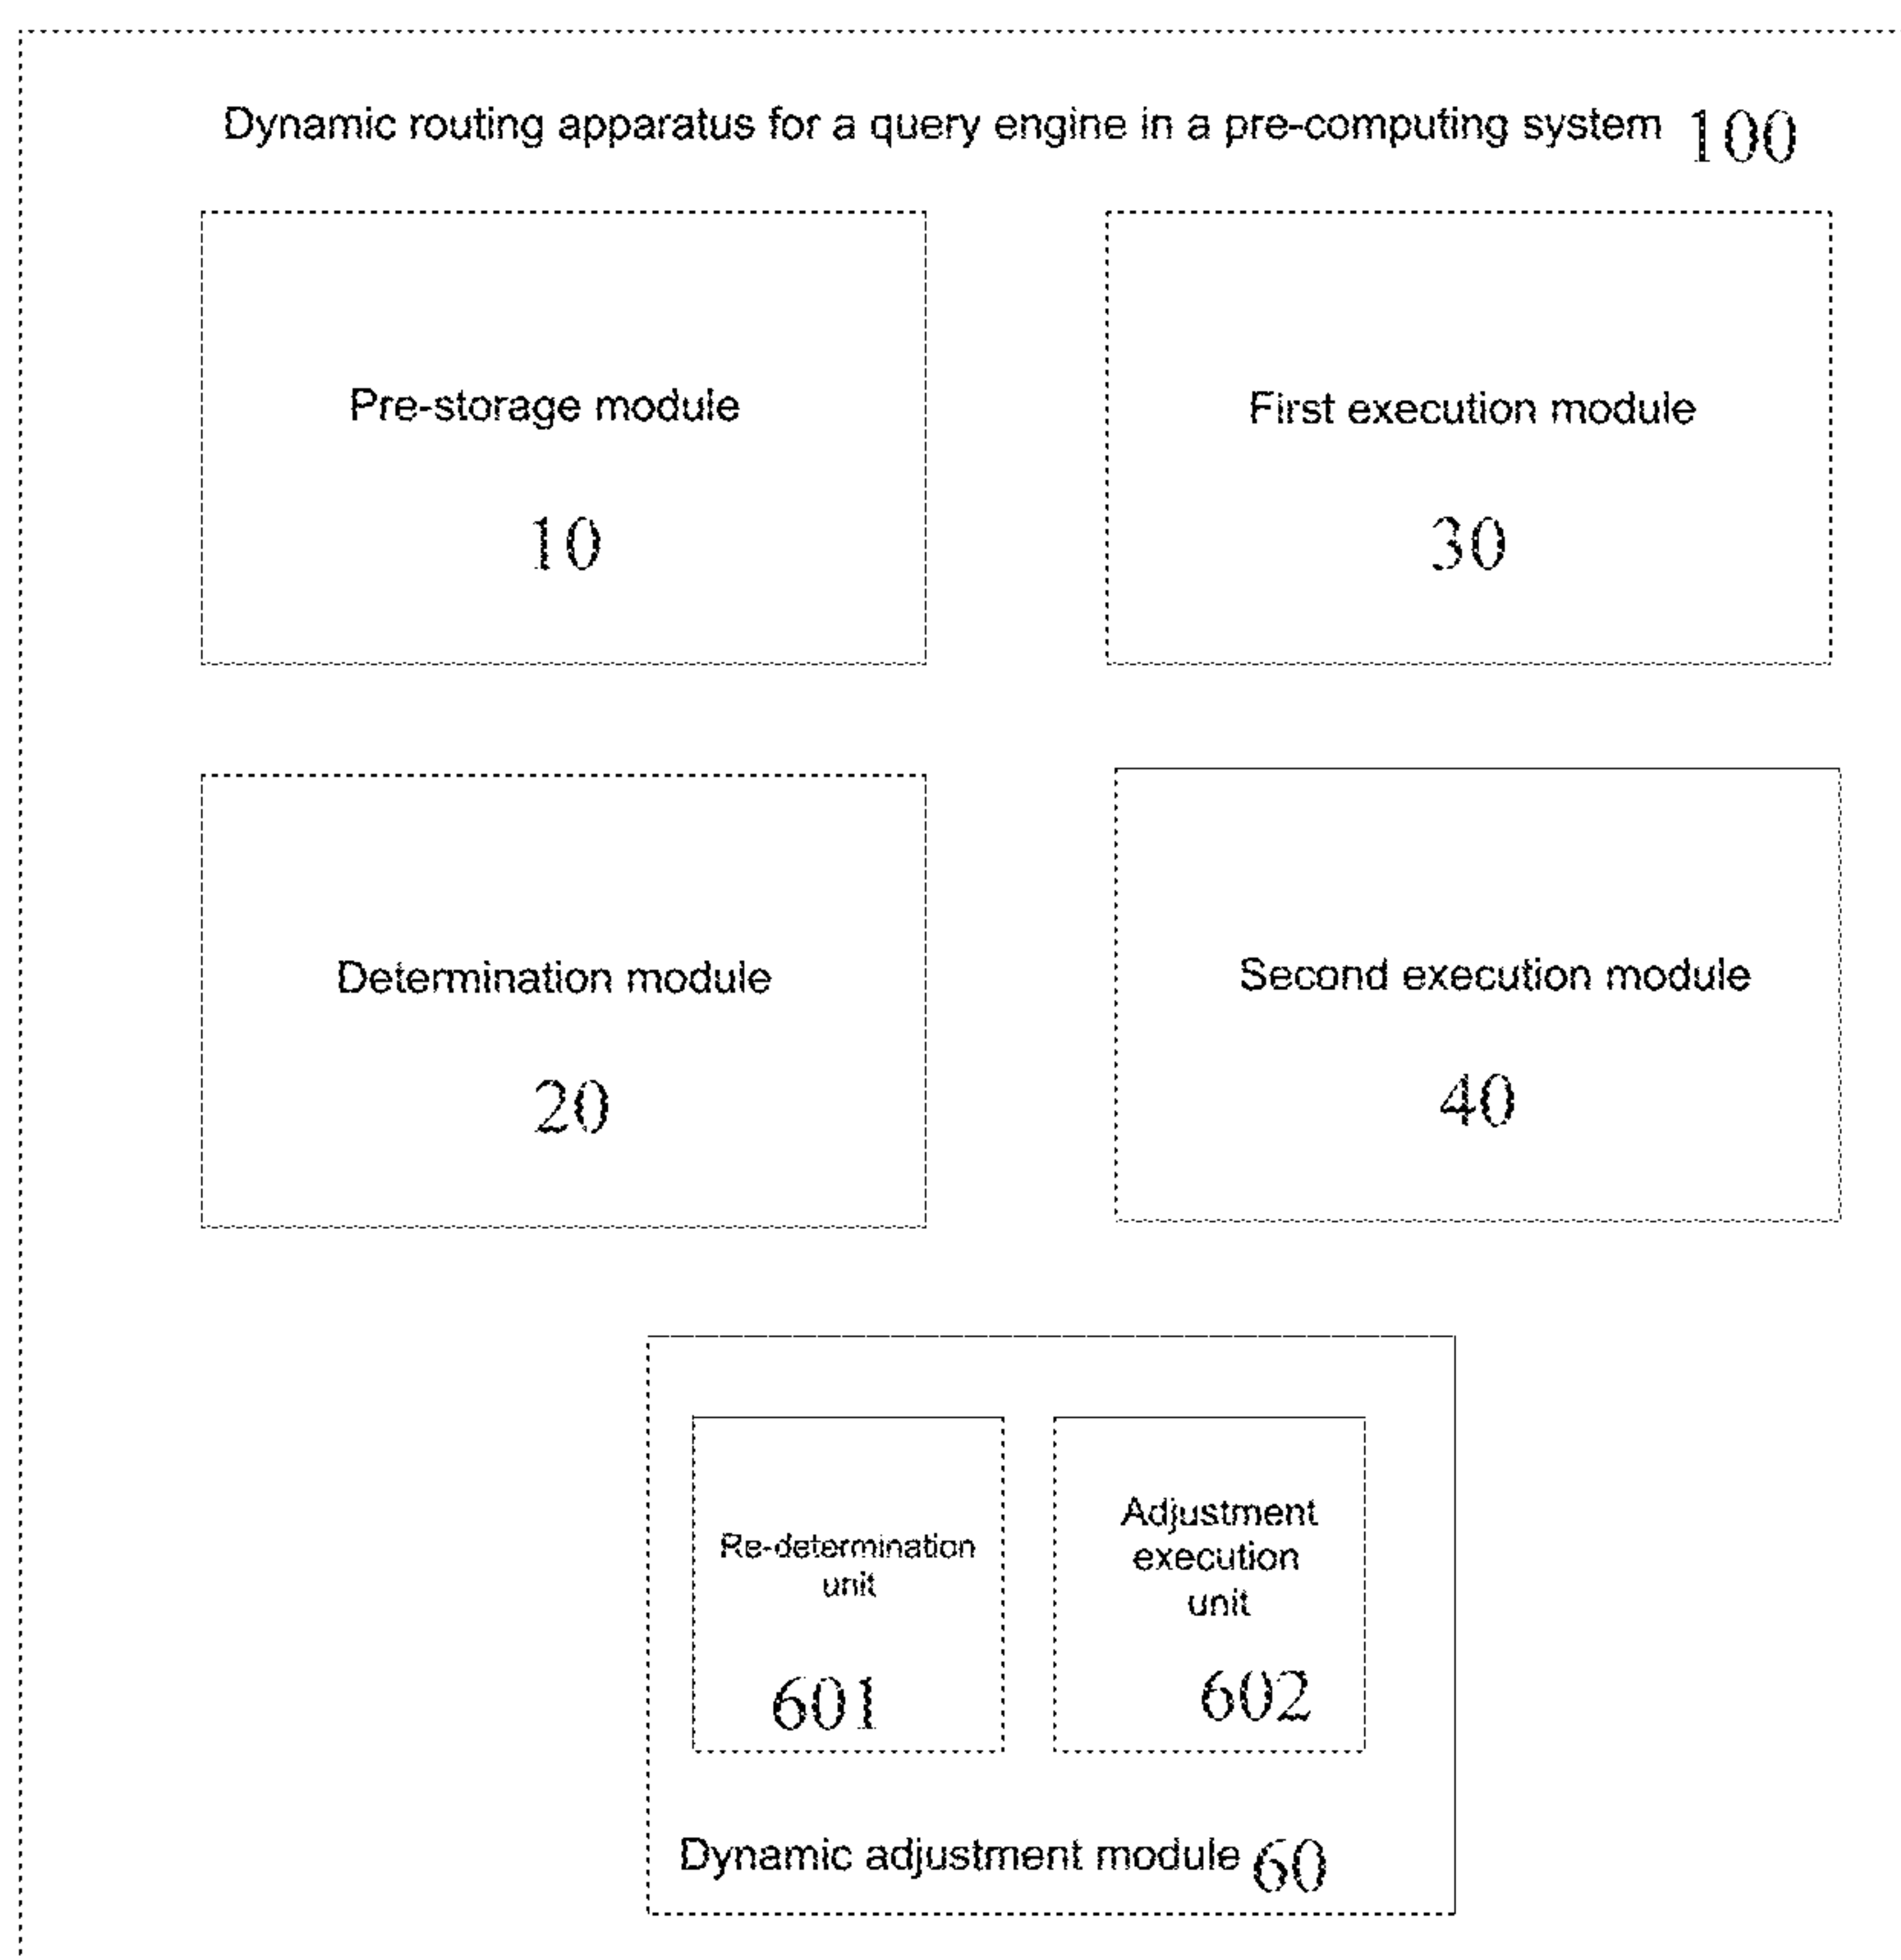 Dynamic routing apparatus for a query engine in a pre-computing system 100
Pre-storage module
10
First execution module
30
Determination module
20
Second execution module
40
Re-determination
unit
601
Adjustment
execution
unit
602
Dynamic adjustment module 60